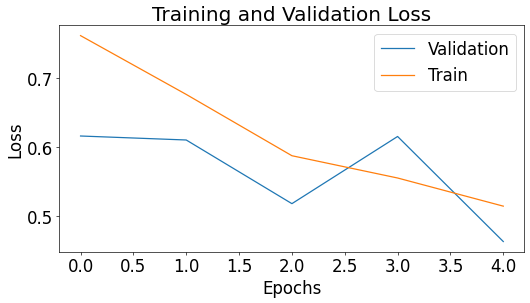 Training and Validation Loss
Validation
Train
0.7
0.6
0.5
Loss
0.0 0.5 1.0 1.5 2.0 2.5 3.0 3.5 4.0
Epochs